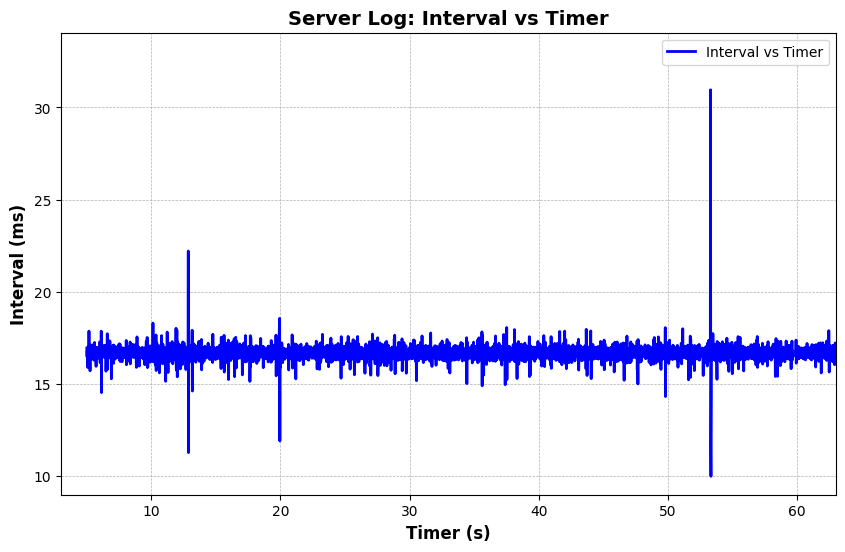 Server Log: Interval vs Timer
Interval vs Timer
Interval (ms)
30
25
20
15
10
10 20 30 40 50 60
Timer (s)